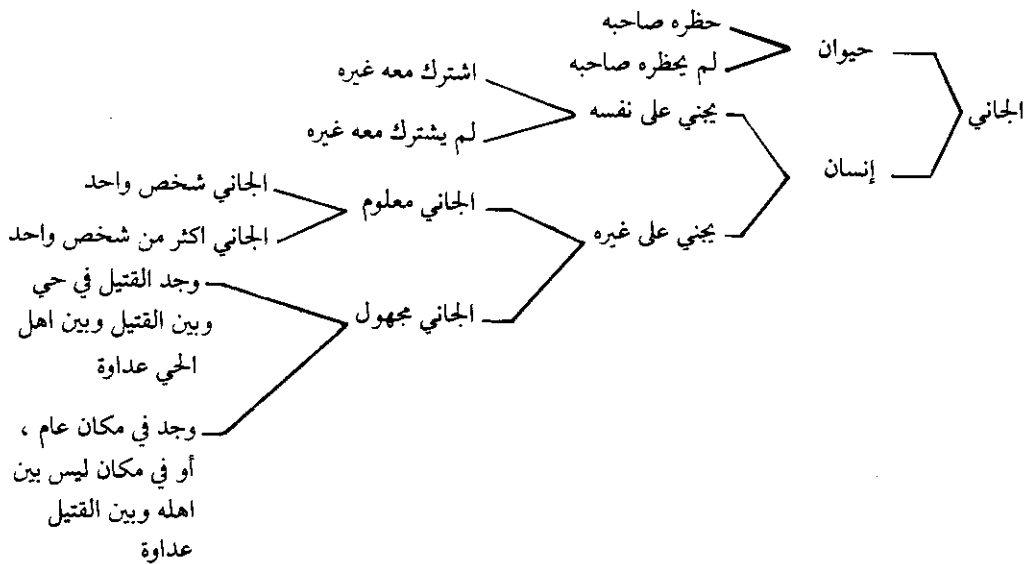 الجاني
حيوان
حظره صاحبه
لم يحظره صاحبه
إنسان
يجني على نفسه
اشترك معه غيره
لم يشترك معه غيره
يجني على غيره
الجاني معلوم
الجاني شخص واحد
الجاني اكثر من شخص واحد
الجاني مجهول
وجد القتيل في حي
وبين القتيل وبين اهل
الحي عداوة
وجد في مكان عام ،
أو في مكان ليس بين
اهله وبين القتيل
عداوة